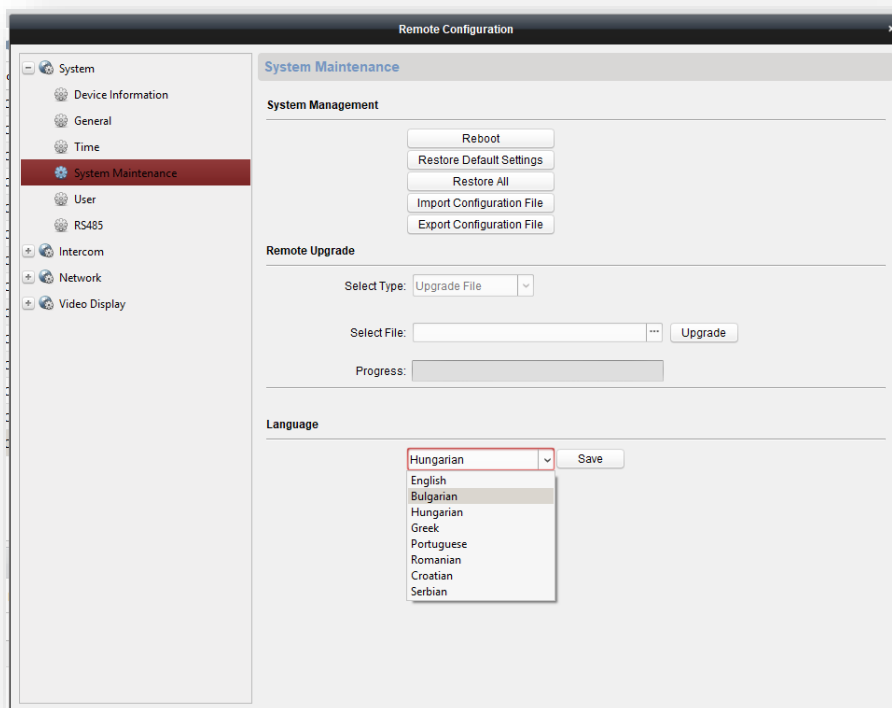 Remote Configuration
System
Device Information
General
Time
System Maintenance
User
RS485
Intercom
Network
Video Display
System Maintenance
System Management
Reboot
Restore Default Settings
Restore All
Import Configuration File
Export Configuration File
Remote Upgrade
Select Type: Upgrade File
Select File: ... Upgrade
Progress:
Language
Hungarian Save
English
Bulgarian
Hungarian
Greek
Portuguese
Romanian
Croatian
Serbian